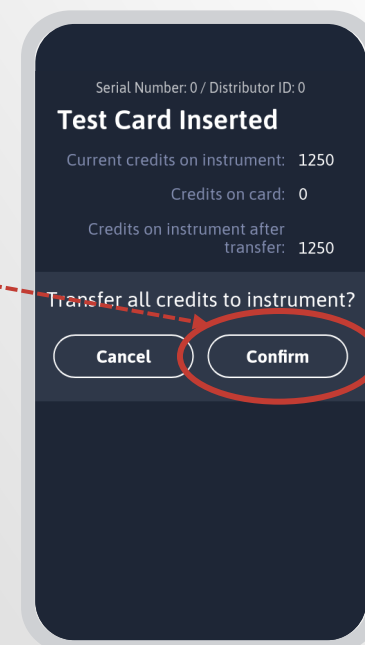 Serial Number: 0 / Distributor ID: 0
Test Card Inserted
Current credits on instrument: 1250
Credits on card: 0
Credits on instrument after
transfer: 1250
Transfer all credits to instrument?
Cancel Confirm